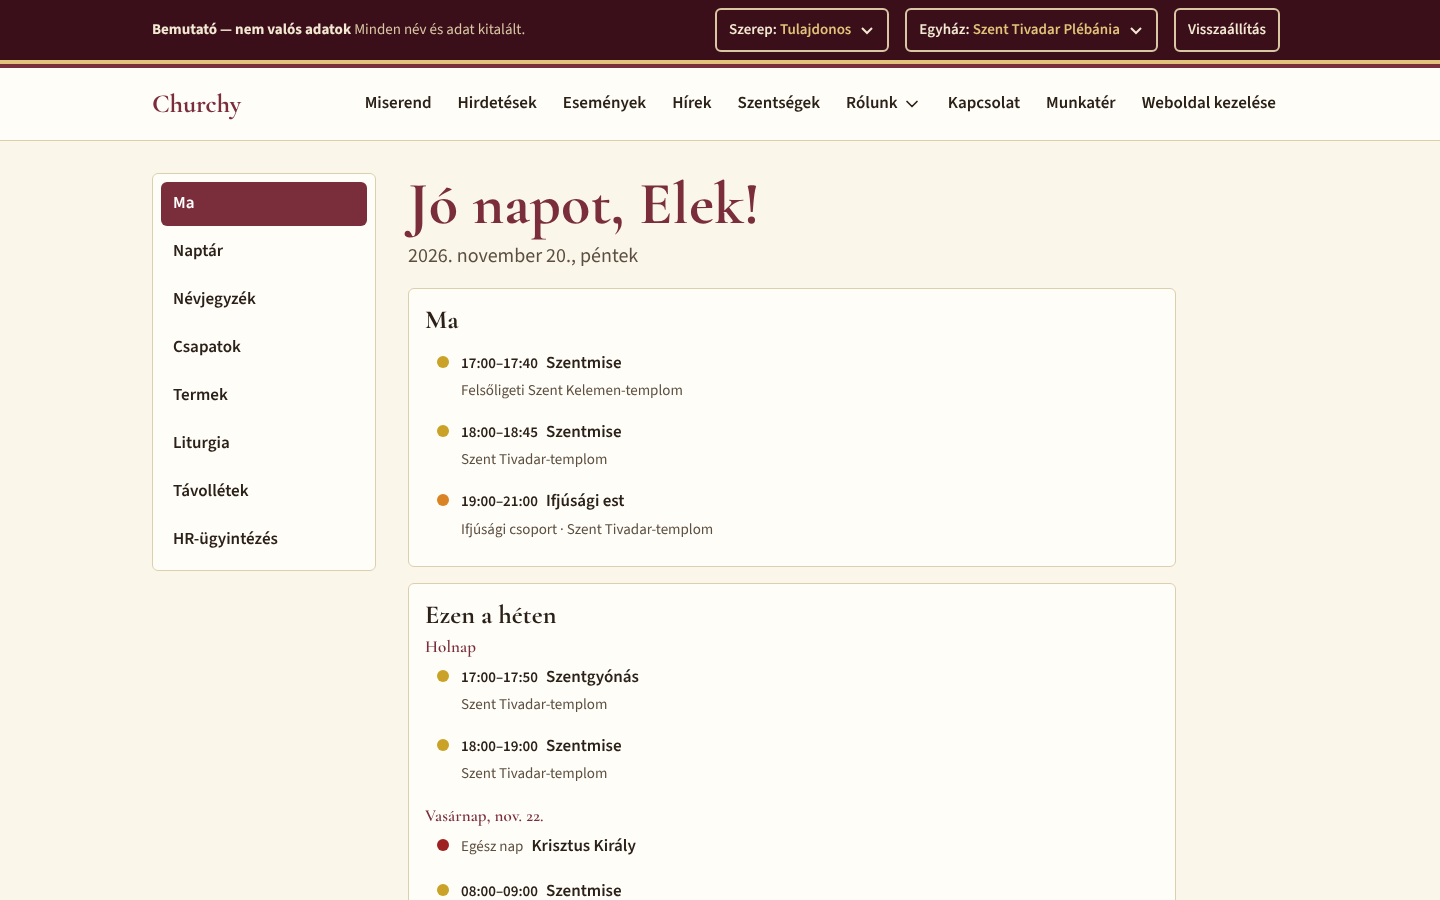 Bemutató — nem valós adatok Minden név és adat kitalált.
Szerep: Tulajdonos
Egyház: Szent Tivadar Plébánia
Visszaállítás
Churchy
Miserend
Hirdetések
Események
Hírek
Szentségek
Rólunk
Kapcsolat
Munkatér
Weboldal kezelése
Ma
Naptár
Névjegyzék
Csapatok
Termek
Liturgia
Távollétek
HR-ügyintézés
Jó napot, Elek!
2026. november 20., péntek
Ma
17:00–17:40 Szentmise
Felsőligeti Szent Kelemen-templom
18:00–18:45 Szentmise
Szent Tivadar-templom
19:00–21:00 Ifjúsági est
Ifjúsági csoport · Szent Tivadar-templom
Ezen a héten
Holnap
17:00–17:50 Szentgyónás
Szent Tivadar-templom
18:00–19:00 Szentmise
Szent Tivadar-templom
Vasárnap, nov. 22.
Egész nap Krisztus Király
08:00–09:00 Szentmise